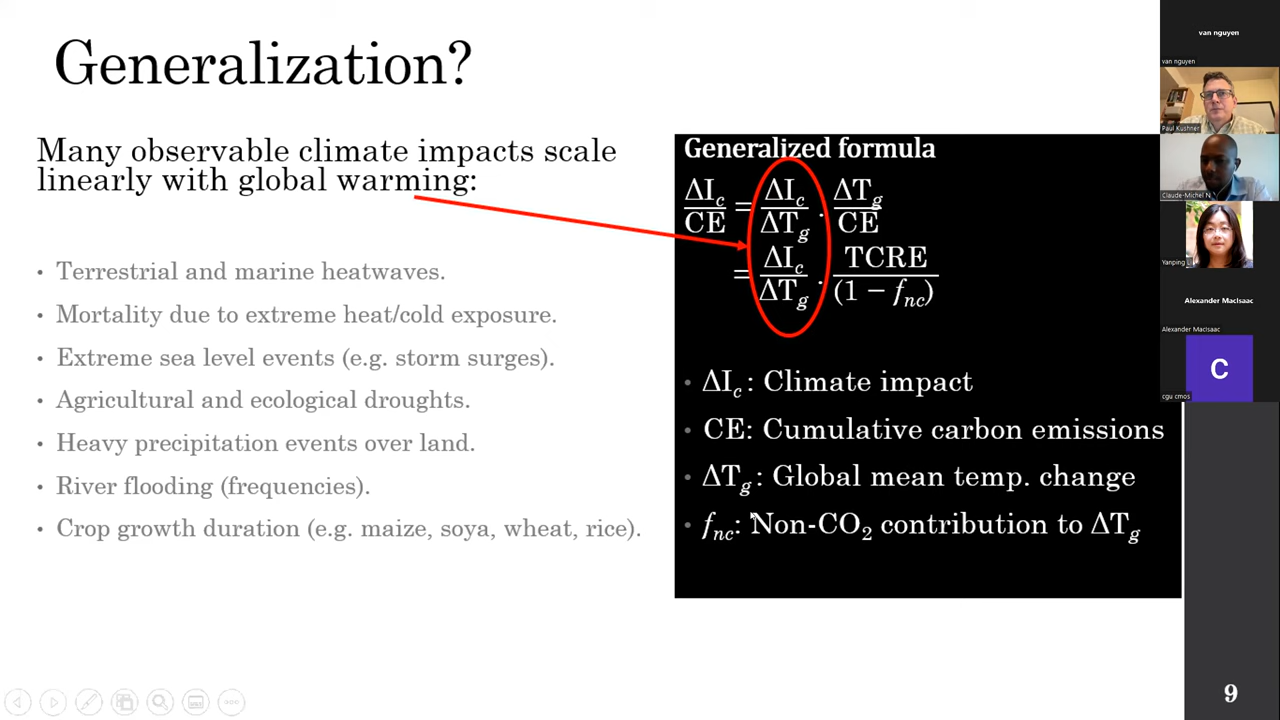 Generalization?
Many observable climate impacts scale
linearly with global warming:
• Terrestrial and marine heatwaves.
• Mortality due to extreme heat/cold exposure.
• Extreme sea level events (e.g. storm surges).
• Agricultural and ecological droughts.
• Heavy precipitation events over land.
• River flooding (frequencies).
• Crop growth duration (e.g. maize, soya, wheat, rice).
Generalized formula
ΔI_c/CE = ΔI_c/ΔT_g · ΔT_g/CE
= ΔI_c/ΔT_g · TCRE/(1 − f_nc)
• ΔI_c: Climate impact
• CE: Cumulative carbon emissions
• ΔT_g: Global mean temp. change
• f_nc: Non-CO₂ contribution to ΔT_g
9
van nguyen
van nguyen
Paul Kushner
Claude-Michel N
Yanping L
Alexander MacIsaac
Alexander MacIsaac
C
cgu cmos